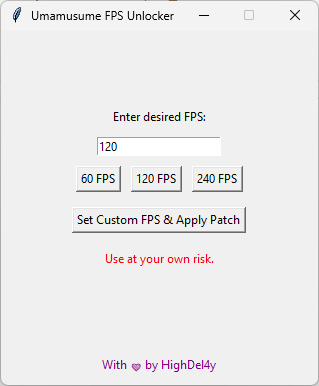 Umamusume FPS Unlocker
Enter desired FPS:
120
60 FPS 120 FPS 240 FPS
Set Custom FPS & Apply Patch
Use at your own risk.
With 💜 by HighDel4y